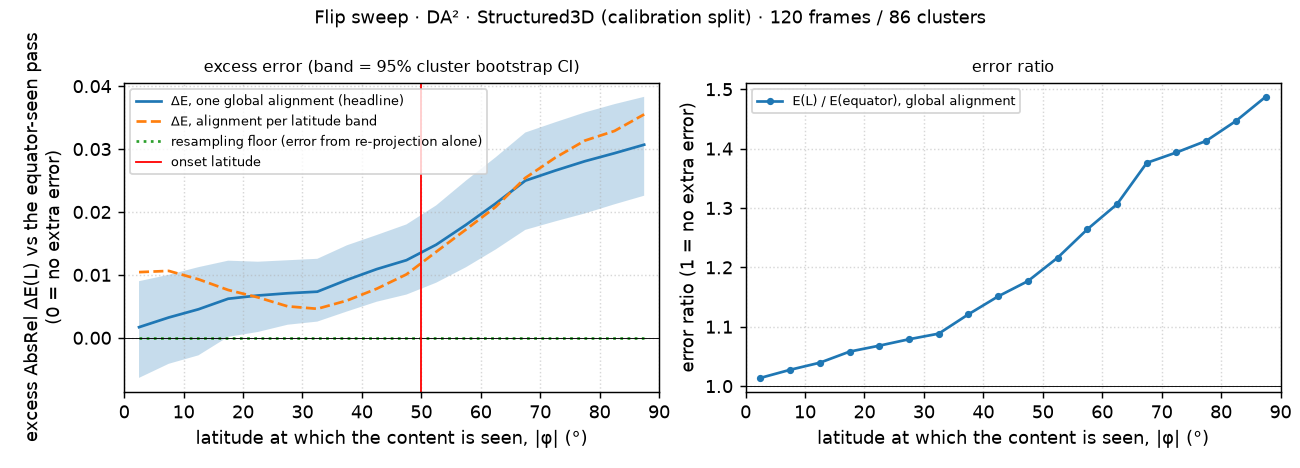 Flip sweep · DA² · Structured3D (calibration split) · 120 frames / 86 clusters
excess error (band = 95% cluster bootstrap CI)
excess AbsRel ΔE(L) vs the equator-seen pass
(0 = no extra error)
0.04
0.03
0.02
0.01
0.00
ΔE, one global alignment (headline)
ΔE, alignment per latitude band
resampling floor (error from re-projection alone)
onset latitude
0 10 20 30 40 50 60 70 80 90
latitude at which the content is seen, |φ| (°)
error ratio
error ratio (1 = no extra error)
1.5
1.4
1.3
1.2
1.1
1.0
E(L) / E(equator), global alignment
0 10 20 30 40 50 60 70 80 90
latitude at which the content is seen, |φ| (°)